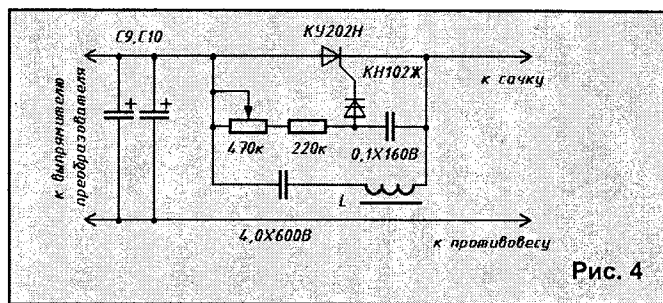 С9,С10
КУ202Н
КН102Ж
к сачку
к выпрямителю
преобразователя
470к
220к
0,1Х160В
L
4,0Х600В
к противовесу
Рис. 4